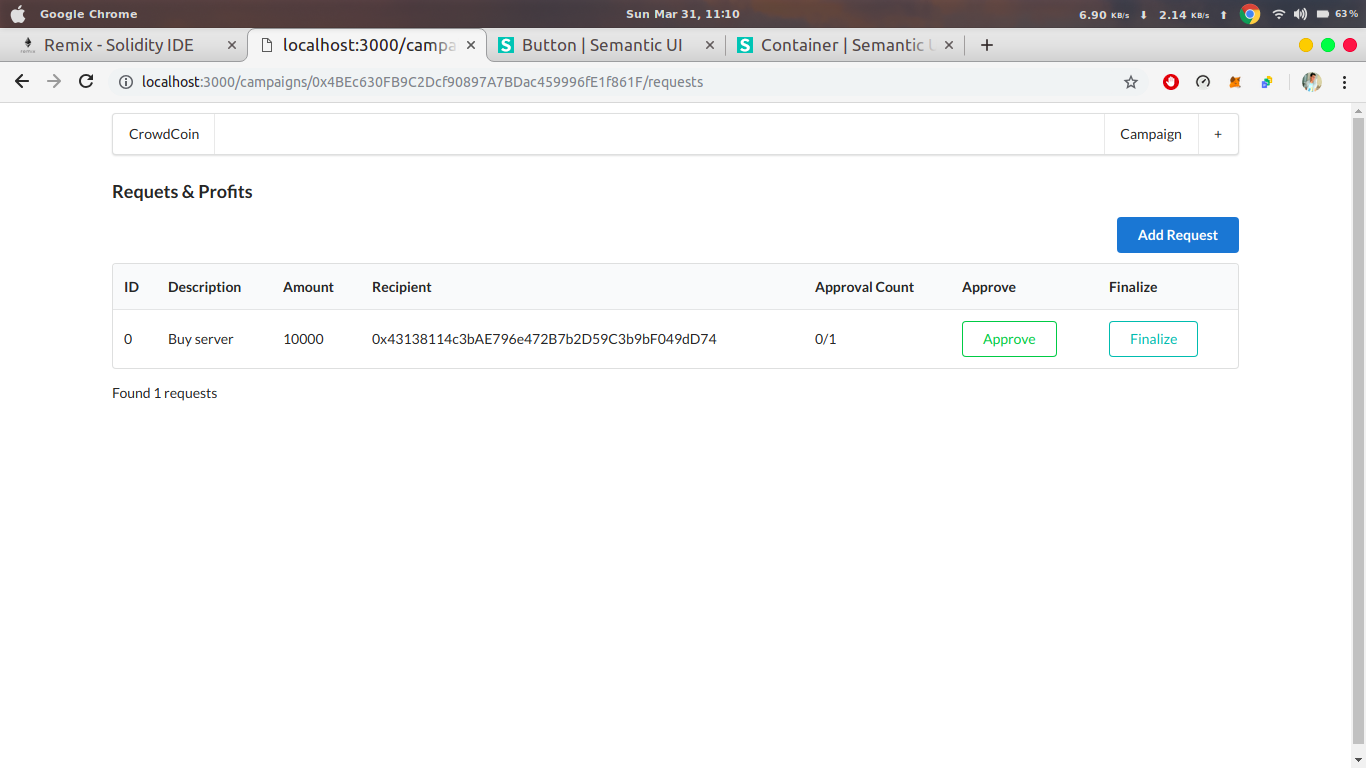 Google Chrome Sun Mar 31, 11:10 6.90 KB/s 2.14 KB/s 63 %
Remix - Solidity IDE localhost:3000/campa Button | Semantic UI Container | Semantic
localhost:3000/campaigns/0x4BEc630FB9C2Dcf90897A7BDac459996fE1f861F/requests
CrowdCoin Campaign +
Requets & Profits
Add Request
ID Description Amount Recipient Approval Count Approve Finalize
0 Buy server 10000 0x43138114c3bAE796e472B7b2D59C3b9bF049dD74 0/1 Approve Finalize
Found 1 requests